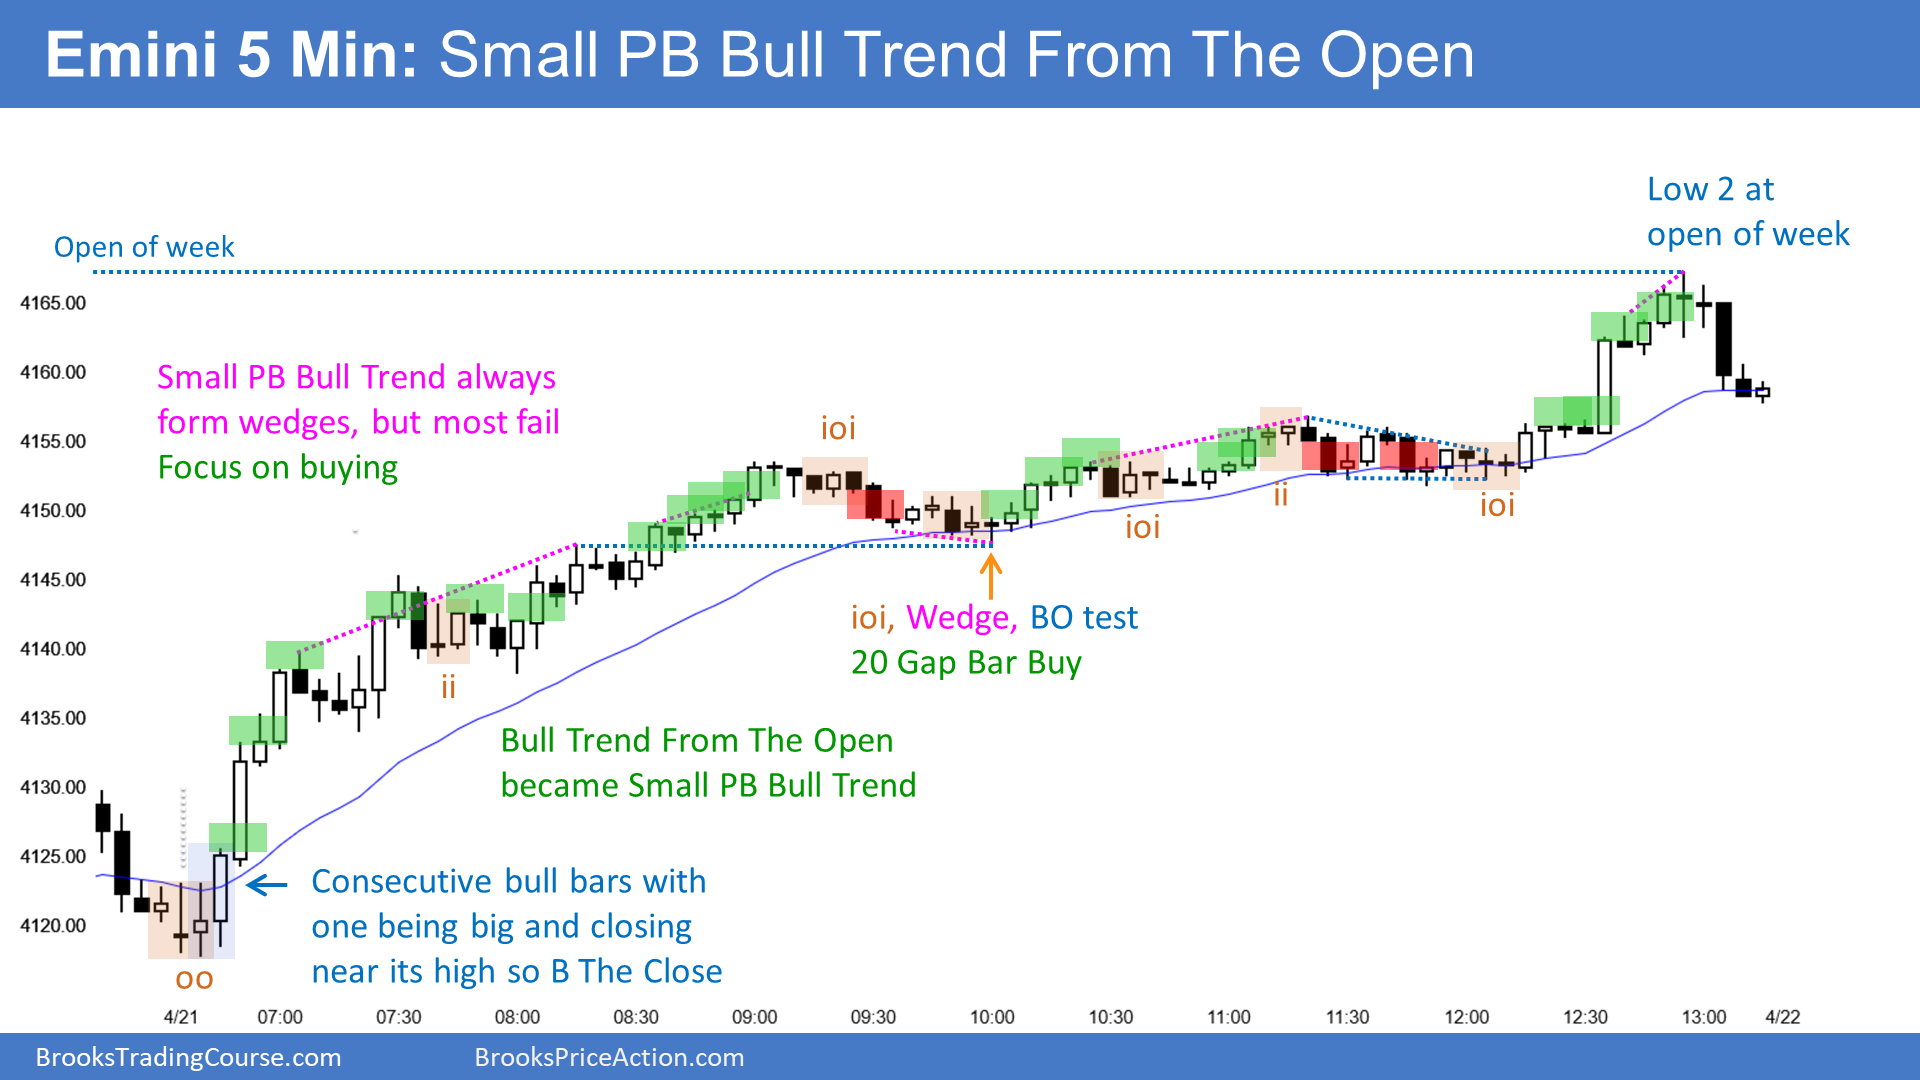 Emini 5 Min: Small PB Bull Trend From The Open
Low 2 at
open of week
Open of week
4165.00
4160.00
4155.00
4150.00
4145.00
4140.00
4135.00
4130.00
4125.00
4120.00
Small PB Bull Trend always
form wedges, but most fail
Focus on buying
ioi
ii
ioi
ioi
ii
ioi, Wedge, BO test
20 Gap Bar Buy
Bull Trend From The Open
became Small PB Bull Trend
Consecutive bull bars with
one being big and closing
near its high so B The Close
oo
4/21 07:00 07:30 08:00 08:30 09:00 09:30 10:00 10:30 11:00 11:30 12:00 12:30 13:00 4/22
BrooksTradingCourse.com BrooksPriceAction.com